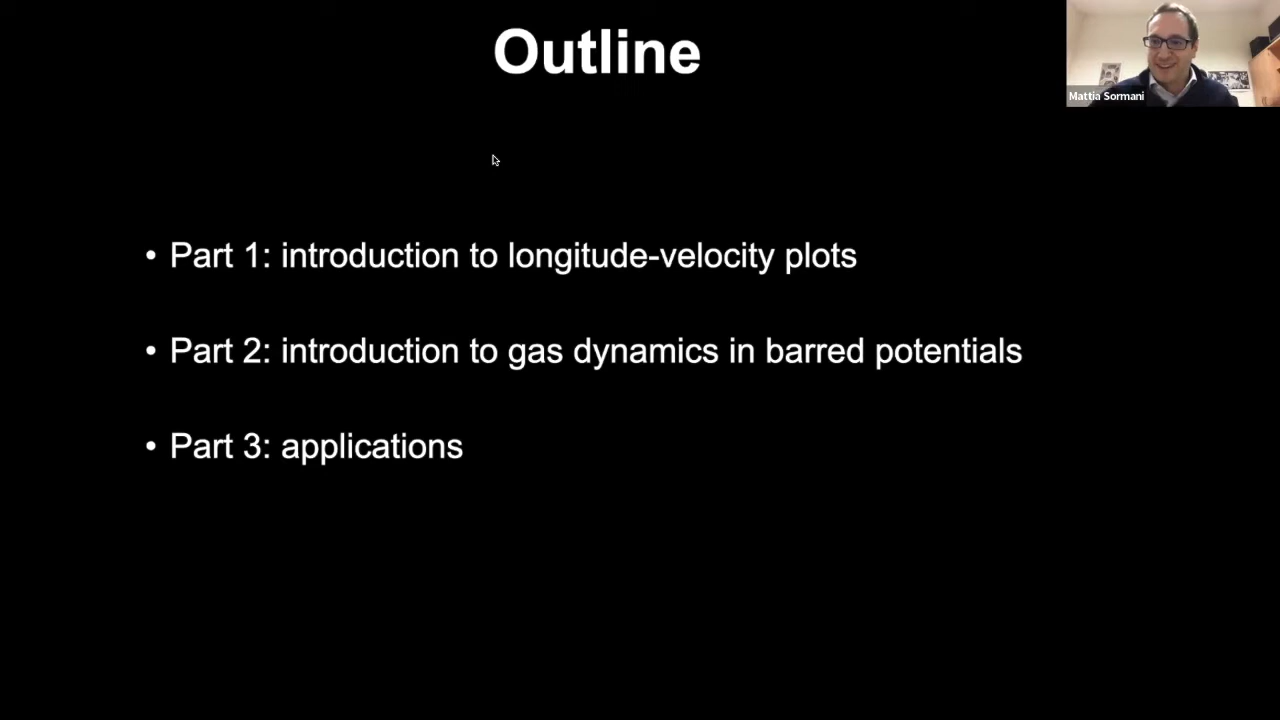 Outline
Mattia Sormani
• Part 1: introduction to longitude-velocity plots
• Part 2: introduction to gas dynamics in barred potentials
• Part 3: applications